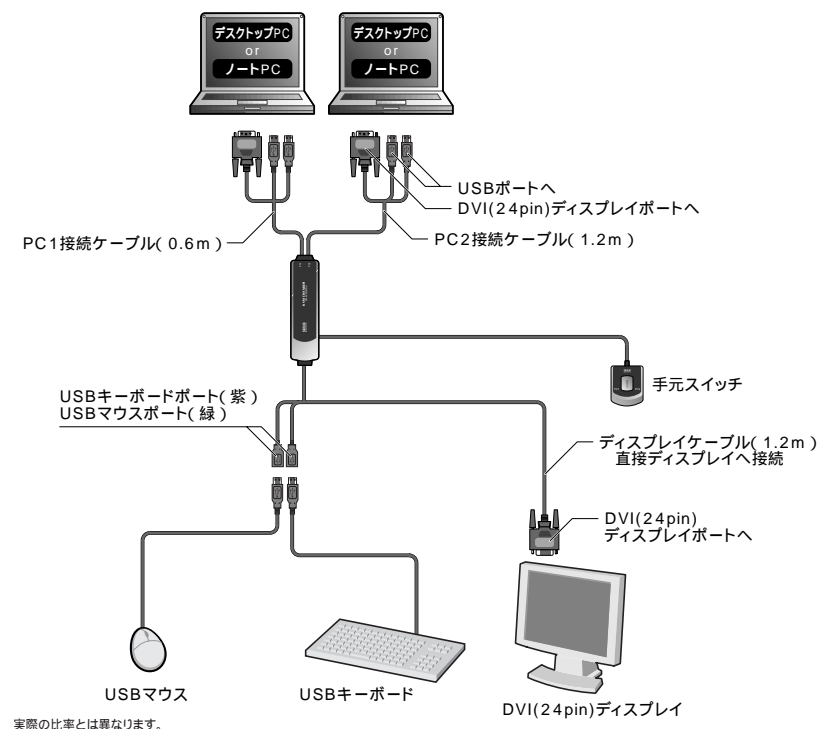 デスクトップPC
or
ノートPC
デスクトップPC
or
ノートPC
USBポートへ
DVI(24pin)ディスプレイポートへ
PC1接続ケーブル(0.6m)
PC2接続ケーブル(1.2m)
手元スイッチ
USBキーボードポート(紫)
USBマウスポート(緑)
ディスプレイケーブル(1.2m)
直接ディスプレイへ接続
DVI(24pin)
ディスプレイポートへ
USBマウス
USBキーボード
DVI(24pin)ディスプレイ
実際の比率とは異なります。